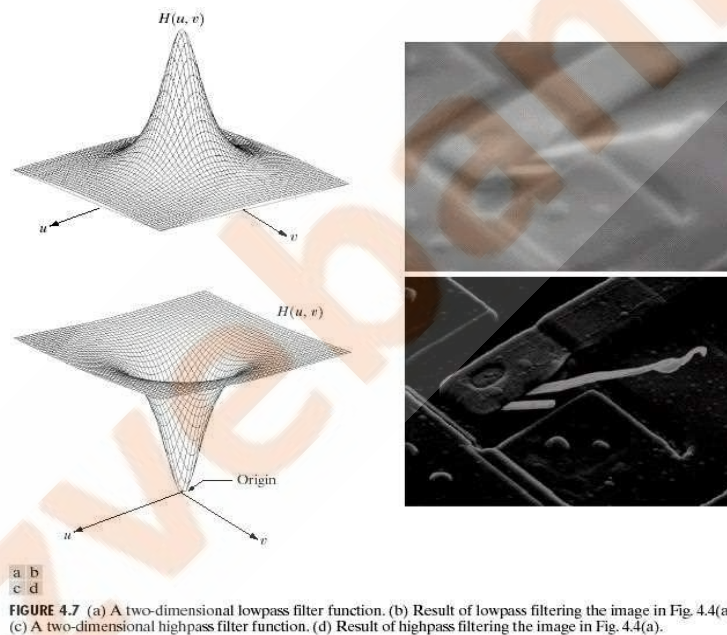 H(u, v)
u
v
H(u, v)
Origin
u
v
a b
c d
FIGURE 4.7 (a) A two-dimensional lowpass filter function. (b) Result of lowpass filtering the image in Fig. 4.4(a
(c) A two-dimensional highpass filter function. (d) Result of highpass filtering the image in Fig. 4.4(a).